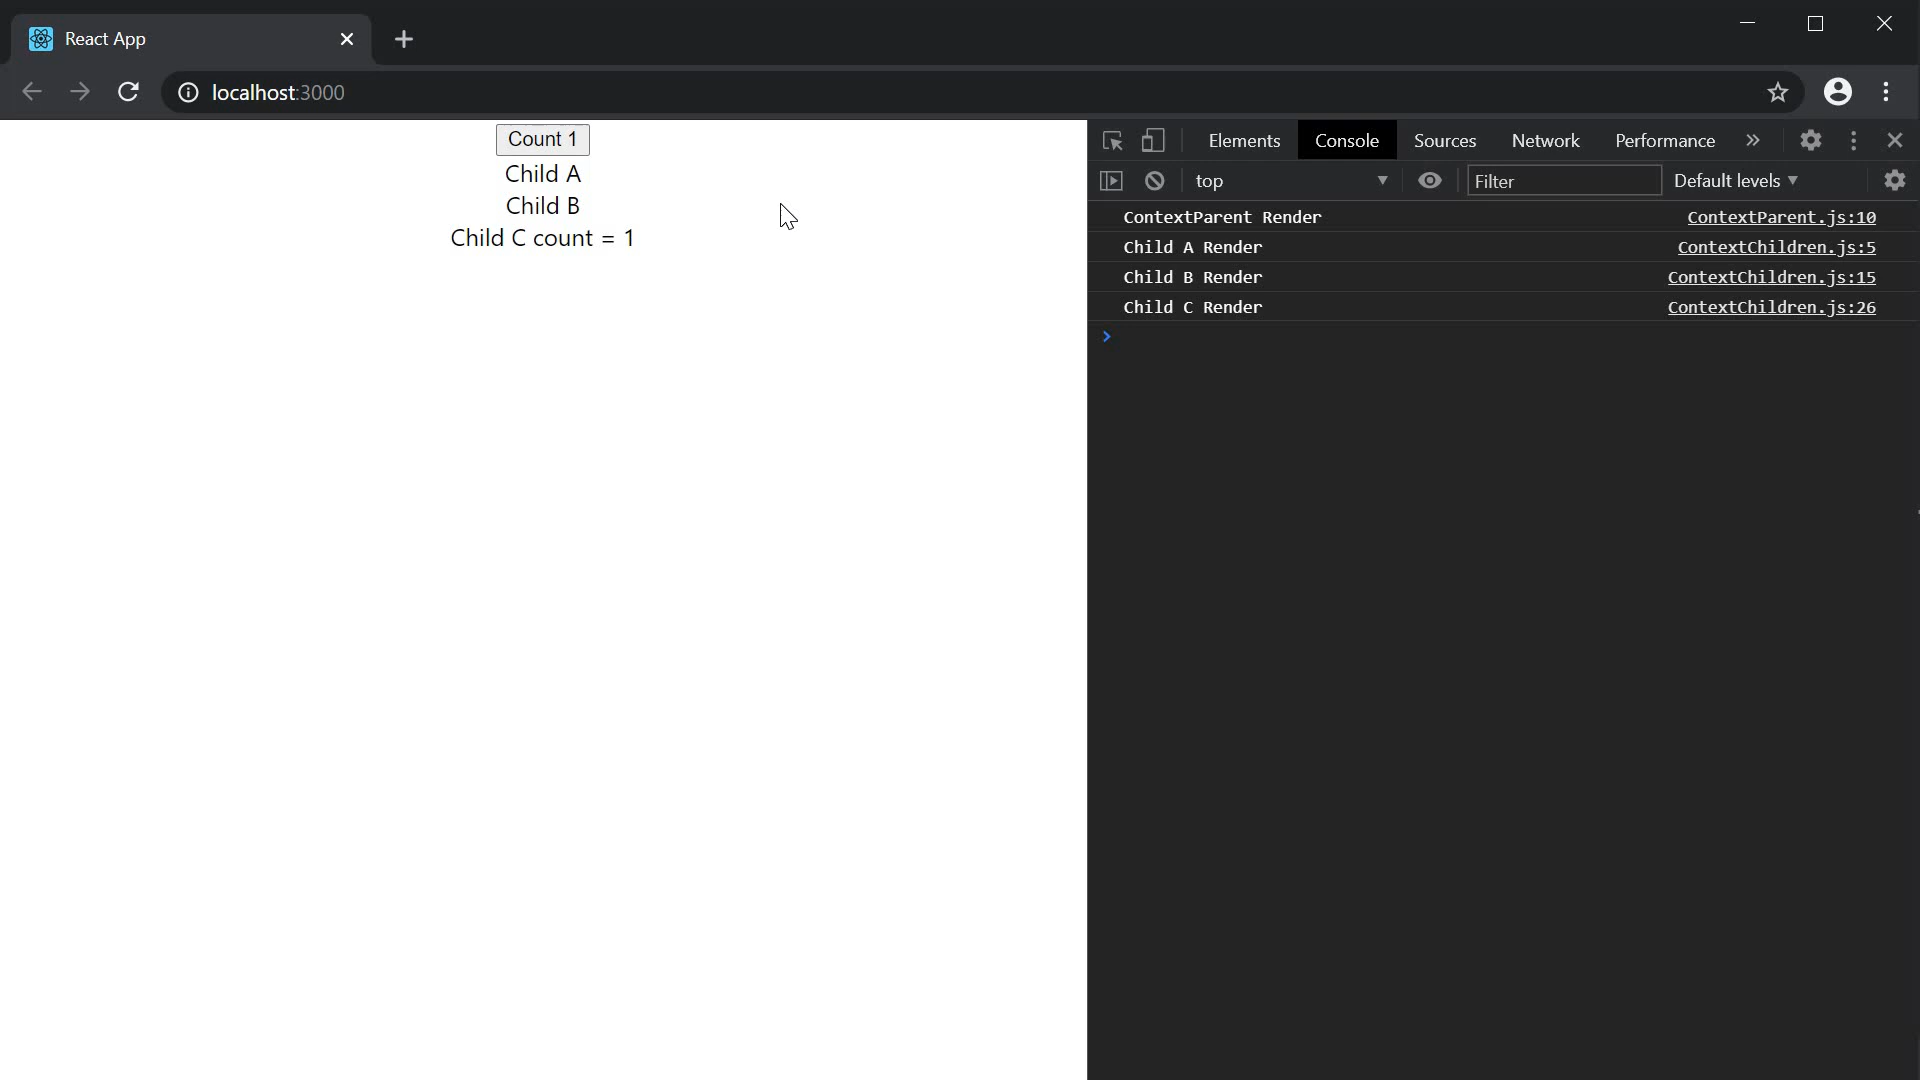 React App
localhost:3000
Count 1
Child A
Child B
Child C count = 1
Elements Console Sources Network Performance
top Filter Default levels
ContextParent Render ContextParent.js:10
Child A Render ContextChildren.js:5
Child B Render ContextChildren.js:15
Child C Render ContextChildren.js:26